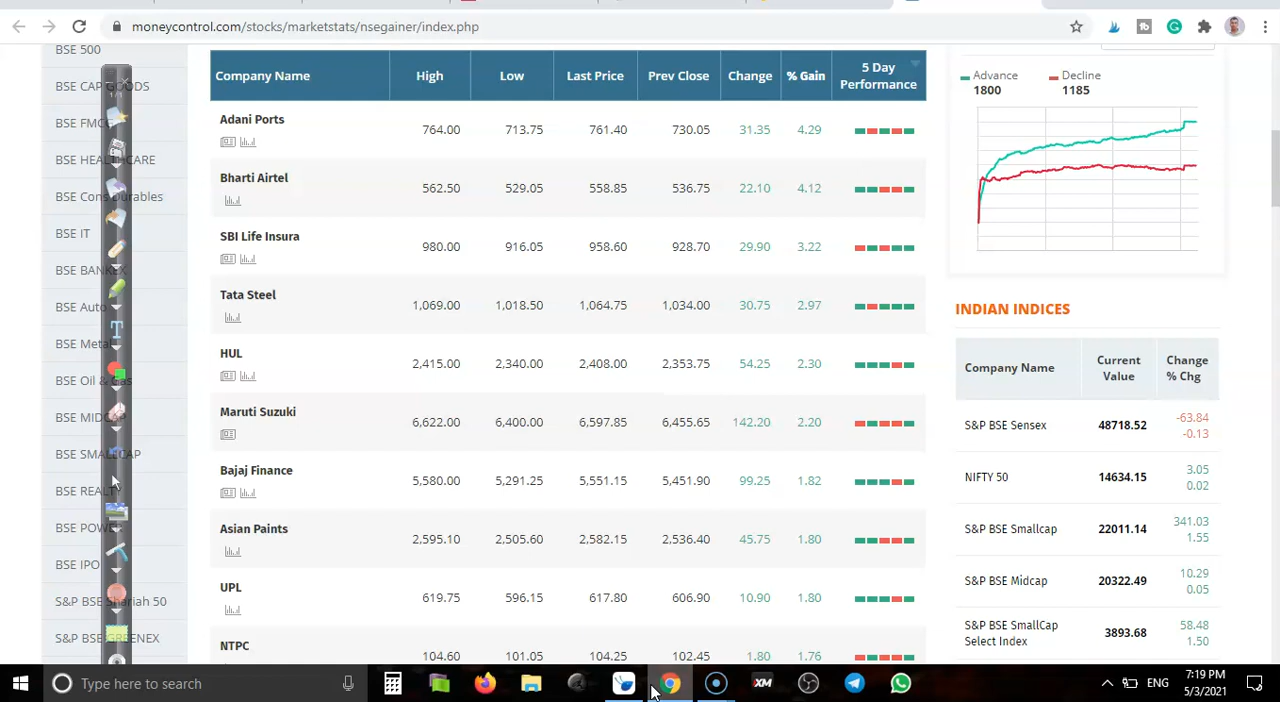 moneycontrol.com/stocks/marketstats/nsegainer/index.php
BSE 500
BSE CAP GOODS
BSE FMCG
BSE HEALTHCARE
BSE Cons Durables
BSE IT
BSE BANKEX
BSE Auto
BSE Metal
BSE Oil & Gas
BSE MIDCAP
BSE SMALLCAP
BSE REALTY
BSE POWER
BSE IPO
S&P BSE Shariah 50
S&P BSE GREENEX
Company Name High Low Last Price Prev Close Change % Gain 5 Day Performance
Adani Ports 764.00 713.75 761.40 730.05 31.35 4.29
Bharti Airtel 562.50 529.05 558.85 536.75 22.10 4.12
SBI Life Insura 980.00 916.05 958.60 928.70 29.90 3.22
Tata Steel 1,069.00 1,018.50 1,064.75 1,034.00 30.75 2.97
HUL 2,415.00 2,340.00 2,408.00 2,353.75 54.25 2.30
Maruti Suzuki 6,622.00 6,400.00 6,597.85 6,455.65 142.20 2.20
Bajaj Finance 5,580.00 5,291.25 5,551.15 5,451.90 99.25 1.82
Asian Paints 2,595.10 2,505.60 2,582.15 2,536.40 45.75 1.80
UPL 619.75 596.15 617.80 606.90 10.90 1.80
NTPC 104.60 101.05 104.25 102.45 1.80 1.76
Advance Decline
1800 1185
INDIAN INDICES
Company Name Current Value Change % Chg
S&P BSE Sensex 48718.52 -63.84 -0.13
NIFTY 50 14634.15 3.05 0.02
S&P BSE Smallcap 22011.14 341.03 1.55
S&P BSE Midcap 20322.49 10.29 0.05
S&P BSE SmallCap Select Index 3893.68 58.48 1.50
Type here to search
XM
ENG
7:19 PM
5/3/2021